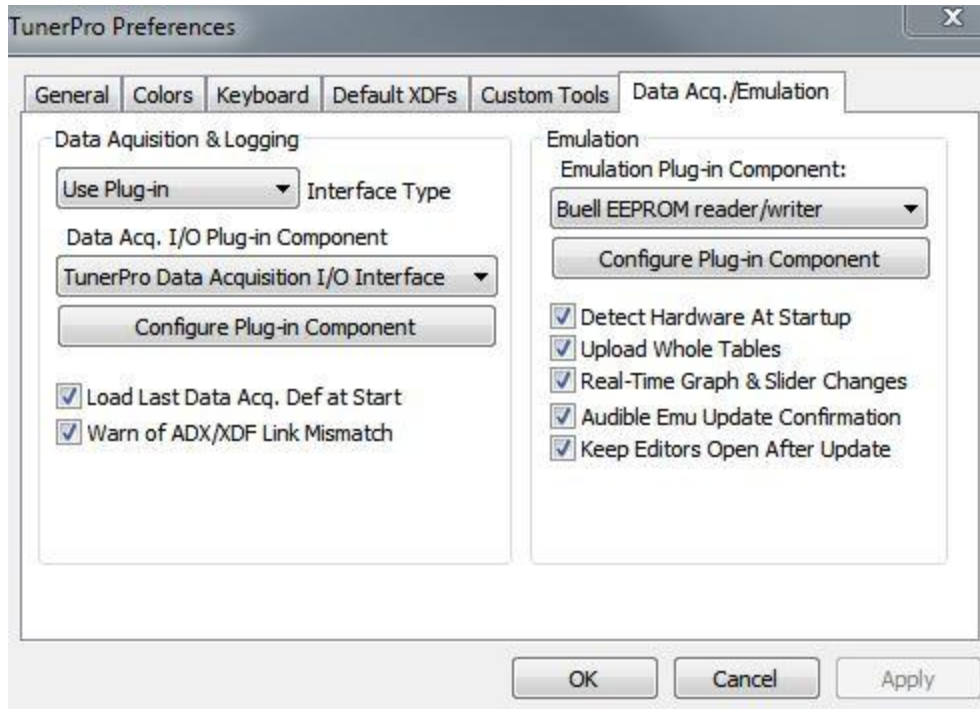 TunerPro Preferences
X
General Colors Keyboard Default XDFs Custom Tools Data Acq./Emulation
Data Aquisition & Logging
Use Plug-in Interface Type
Data Acq. I/O Plug-in Component
TunerPro Data Acquisition I/O Interface
Configure Plug-in Component
Load Last Data Acq. Def at Start
Warn of ADX/XDF Link Mismatch
Emulation
Emulation Plug-in Component:
Buell EEPROM reader/writer
Configure Plug-in Component
Detect Hardware At Startup
Upload Whole Tables
Real-Time Graph & Slider Changes
Audible Emu Update Confirmation
Keep Editors Open After Update
OK Cancel Apply